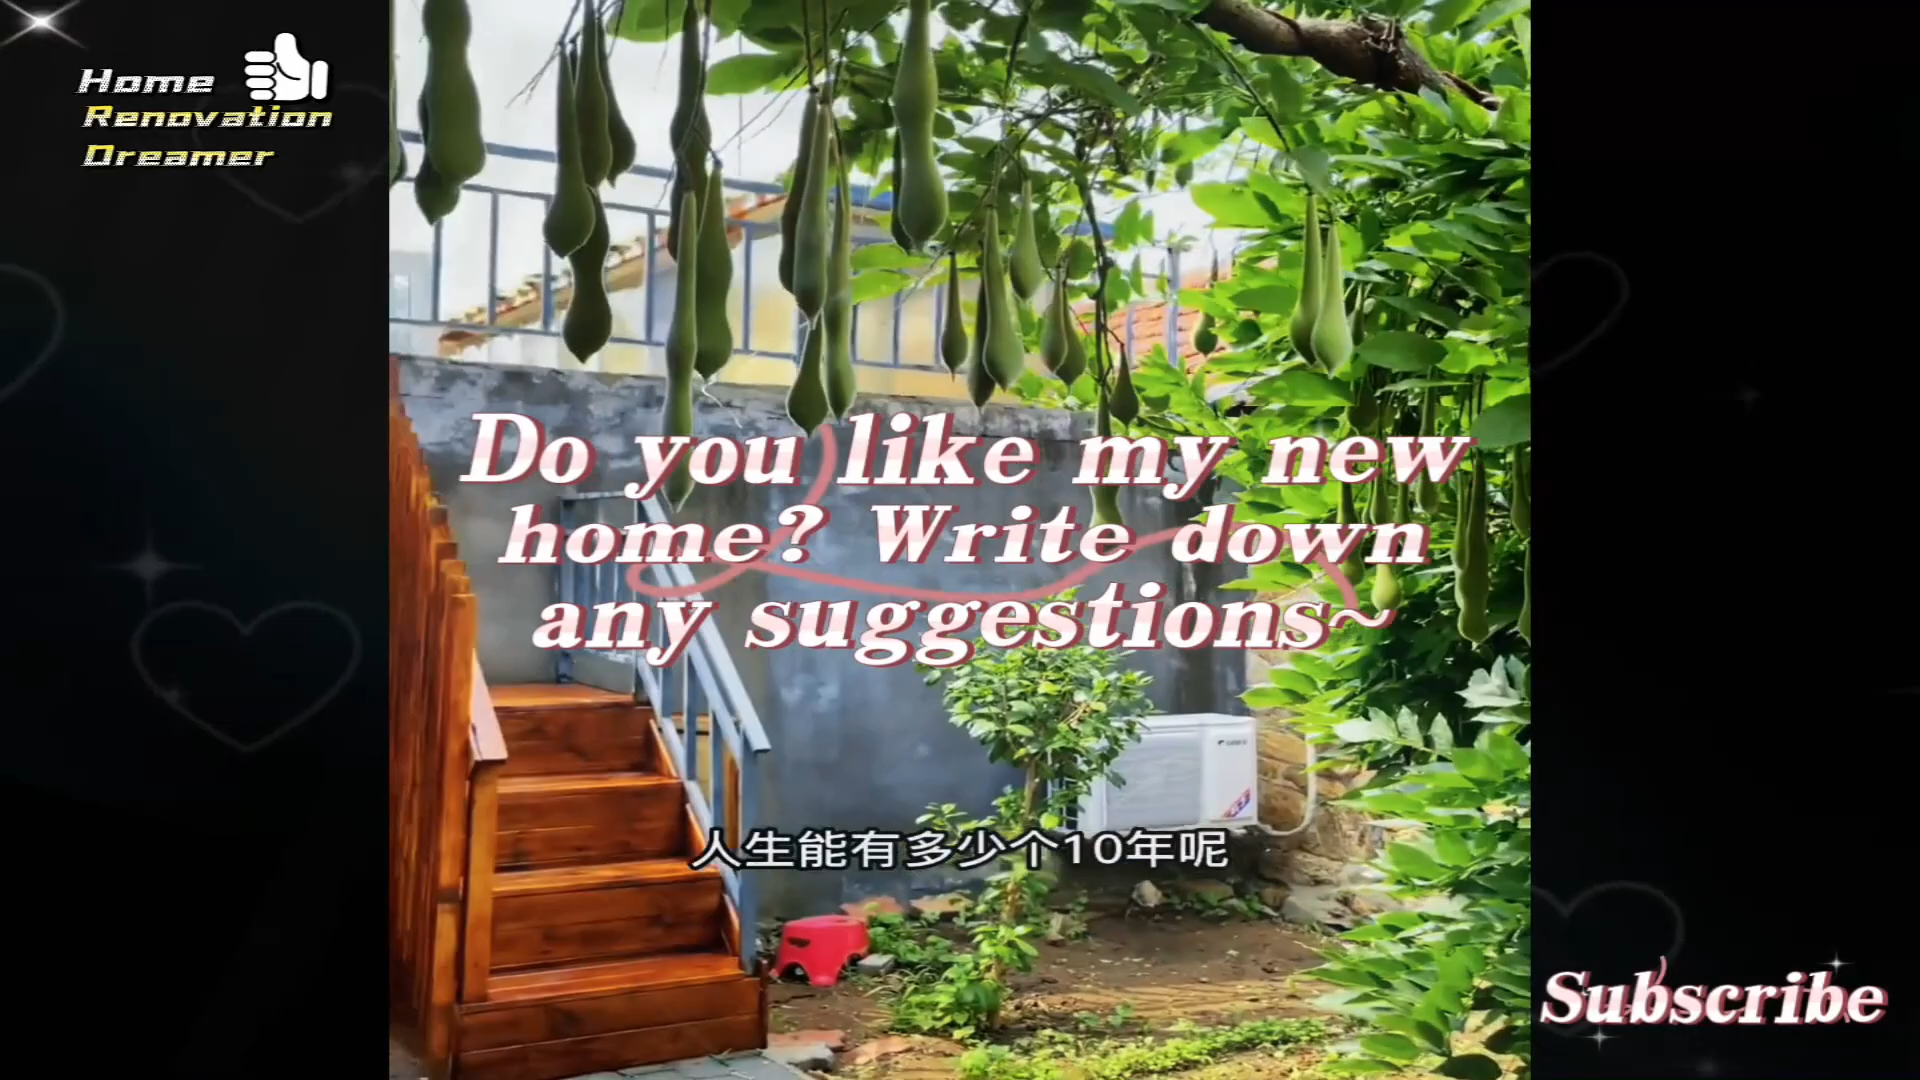 Home
Renovation
Dreamer
Do you like my new
home? Write down
any suggestions~
人生能有多少个10年呢
Subscribe